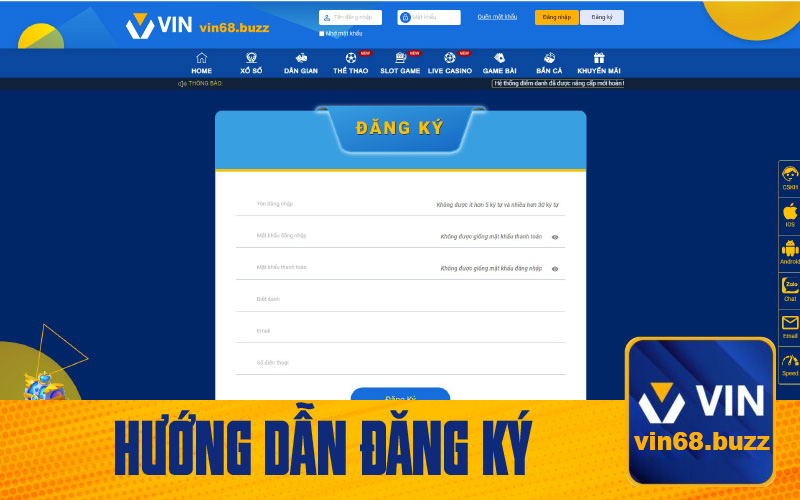 VIN vin68.buzz
Tên đăng nhập
Mật khẩu
Quên mật khẩu
Đăng nhập
Đăng ký
Nhớ mật khẩu
HOME
XỔ SỐ
DÂN GIAN
THỂ THAO
NEW
SLOT GAME
NEW
LIVE CASINO
NEW
GAME BÀI
BẮN CÁ
KHUYẾN MÃI
THÔNG BÁO:
Hệ thống điểm danh đã được nâng cấp mới hoàn
ĐĂNG KÝ
Tên đăng nhập
Không được ít hơn 5 ký tự và nhiều hơn 30 ký tự
Mật khẩu đăng nhập
Không được giống mật khẩu thanh toán
Mật khẩu thanh toán
Không được giống mật khẩu đăng nhập
Biệt danh
Email
Số điện thoại
Đăng Ký
CSKH
iOS
Android
Zalo
Chat
Email
Speed
HƯỚNG DẪN ĐĂNG KÝ
VIN
vin68.buzz